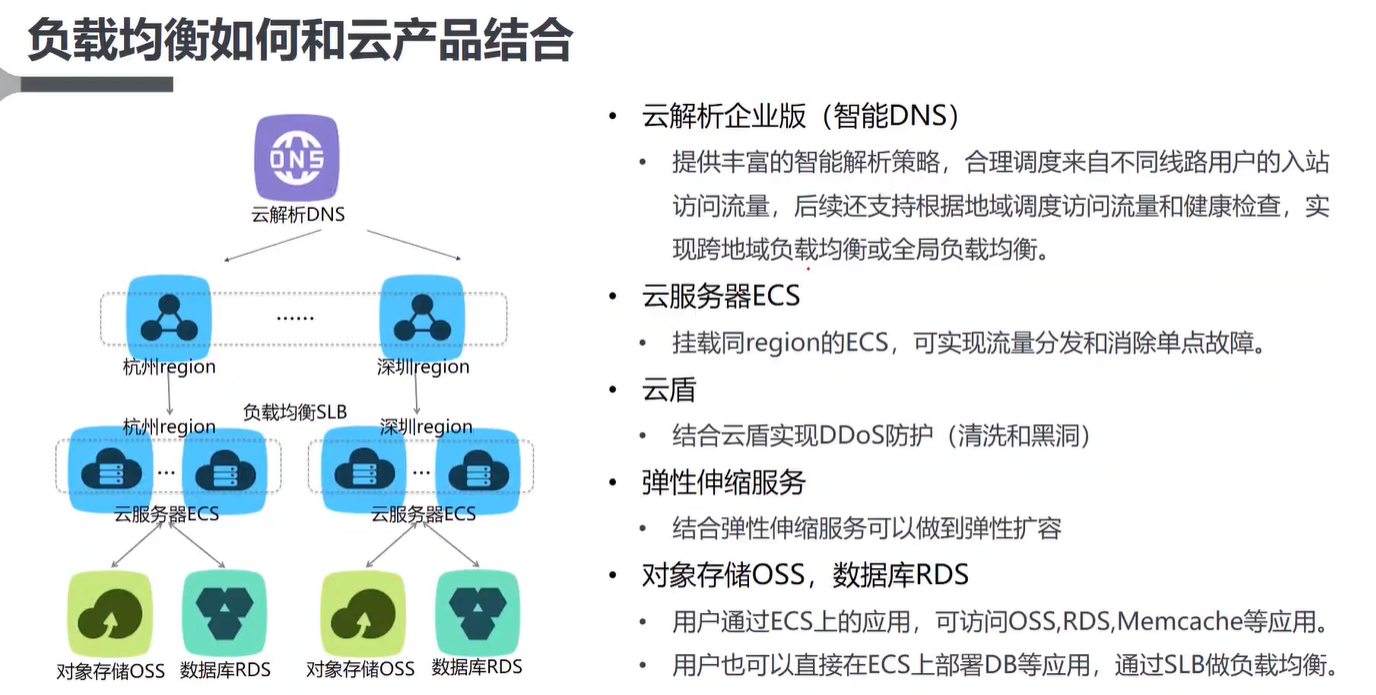 负载均衡如何和云产品结合
DNS
云解析DNS
......
杭州region
深圳region
负载均衡SLB
杭州region
深圳region
...
...
云服务器ECS
云服务器ECS
对象存储OSS
数据库RDS
对象存储OSS
数据库RDS
• 云解析企业版（智能DNS）
• 提供丰富的智能解析策略，合理调度来自不同线路用户的入站
访问流量，后续还支持根据地域调度访问流量和健康检查，实
现跨地域负载均衡或全局负载均衡。
• 云服务器ECS
• 挂载同region的ECS，可实现流量分发和消除单点故障。
• 云盾
• 结合云盾实现DDoS防护（清洗和黑洞）
• 弹性伸缩服务
• 结合弹性伸缩服务可以做到弹性扩容
• 对象存储OSS，数据库RDS
• 用户通过ECS上的应用，可访问OSS,RDS,Memcache等应用。
• 用户也可以直接在ECS上部署DB等应用，通过SLB做负载均衡。